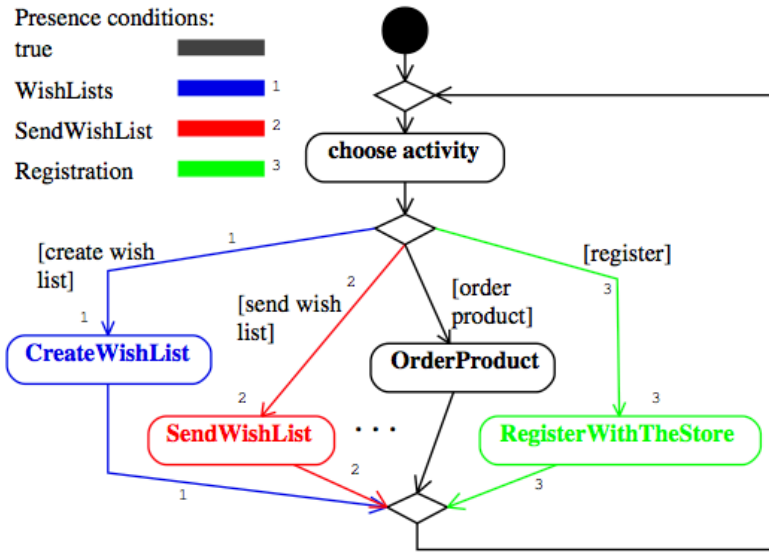 Presence conditions:
true
WishLists 1
SendWishList 2
Registration 3
choose activity
[create wish
list]
1
[send wish
list]
2
[order
product]
[register]
3
1
CreateWishList
OrderProduct
2
SendWishList
. . .
3
RegisterWithTheStore
1
2
3